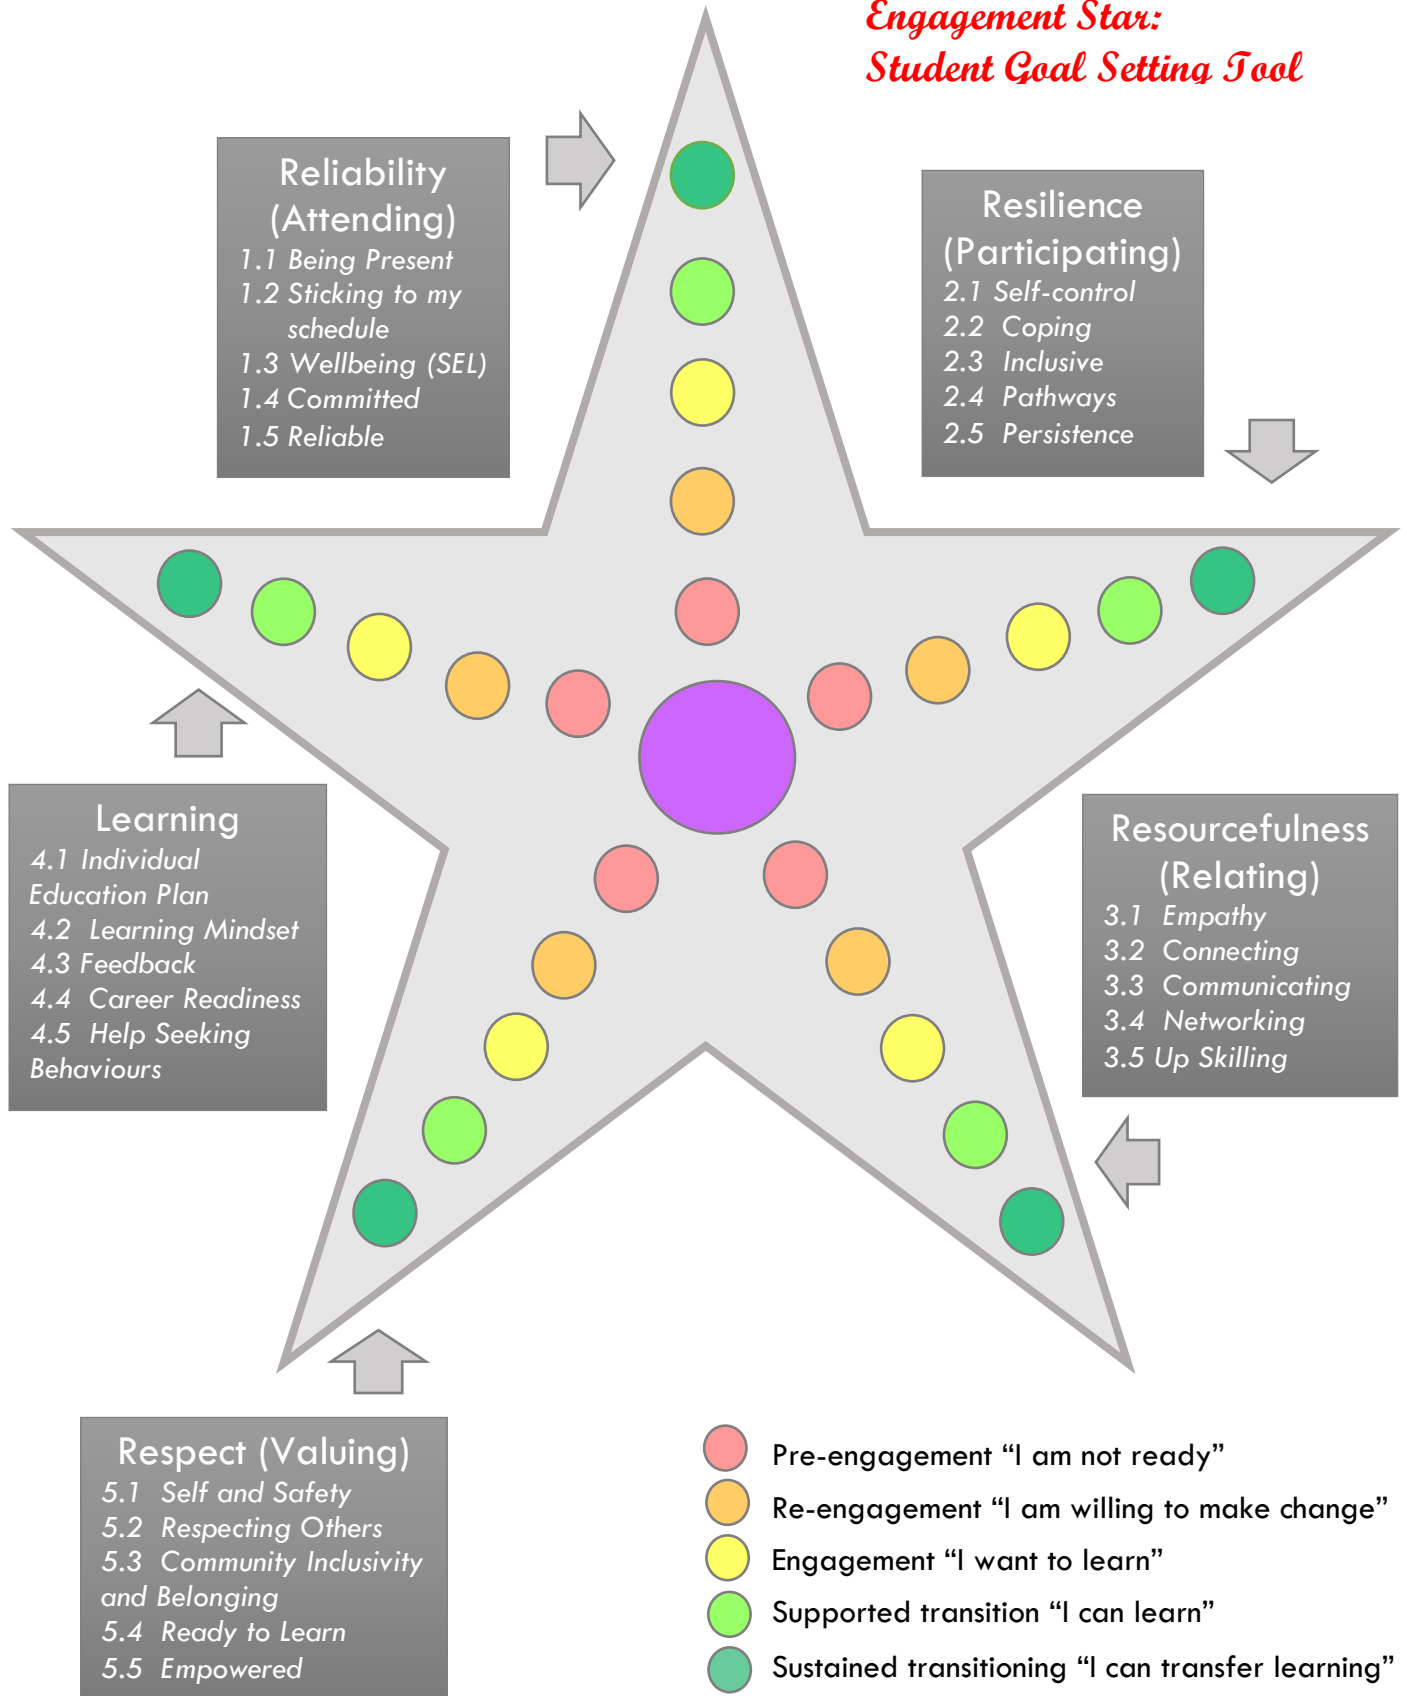 Engagement Star:
Student Goal Setting Tool
Reliability
(Attending)
1.1 Being Present
1.2 Sticking to my
schedule
1.3 Wellbeing (SEL)
1.4 Committed
1.5 Reliable
Resilience
(Participating)
2.1 Self-control
2.2 Coping
2.3 Inclusive
2.4 Pathways
2.5 Persistence
Learning
4.1 Individual
Education Plan
4.2 Learning Mindset
4.3 Feedback
4.4 Career Readiness
4.5 Help Seeking
Behaviours
Resourcefulness
(Relating)
3.1 Empathy
3.2 Connecting
3.3 Communicating
3.4 Networking
3.5 Up Skilling
Respect (Valuing)
5.1 Self and Safety
5.2 Respecting Others
5.3 Community Inclusivity
and Belonging
5.4 Ready to Learn
5.5 Empowered
Pre-engagement “I am not ready”
Re-engagement “I am willing to make change”
Engagement “I want to learn”
Supported transition “I can learn”
Sustained transitioning “I can transfer learning”